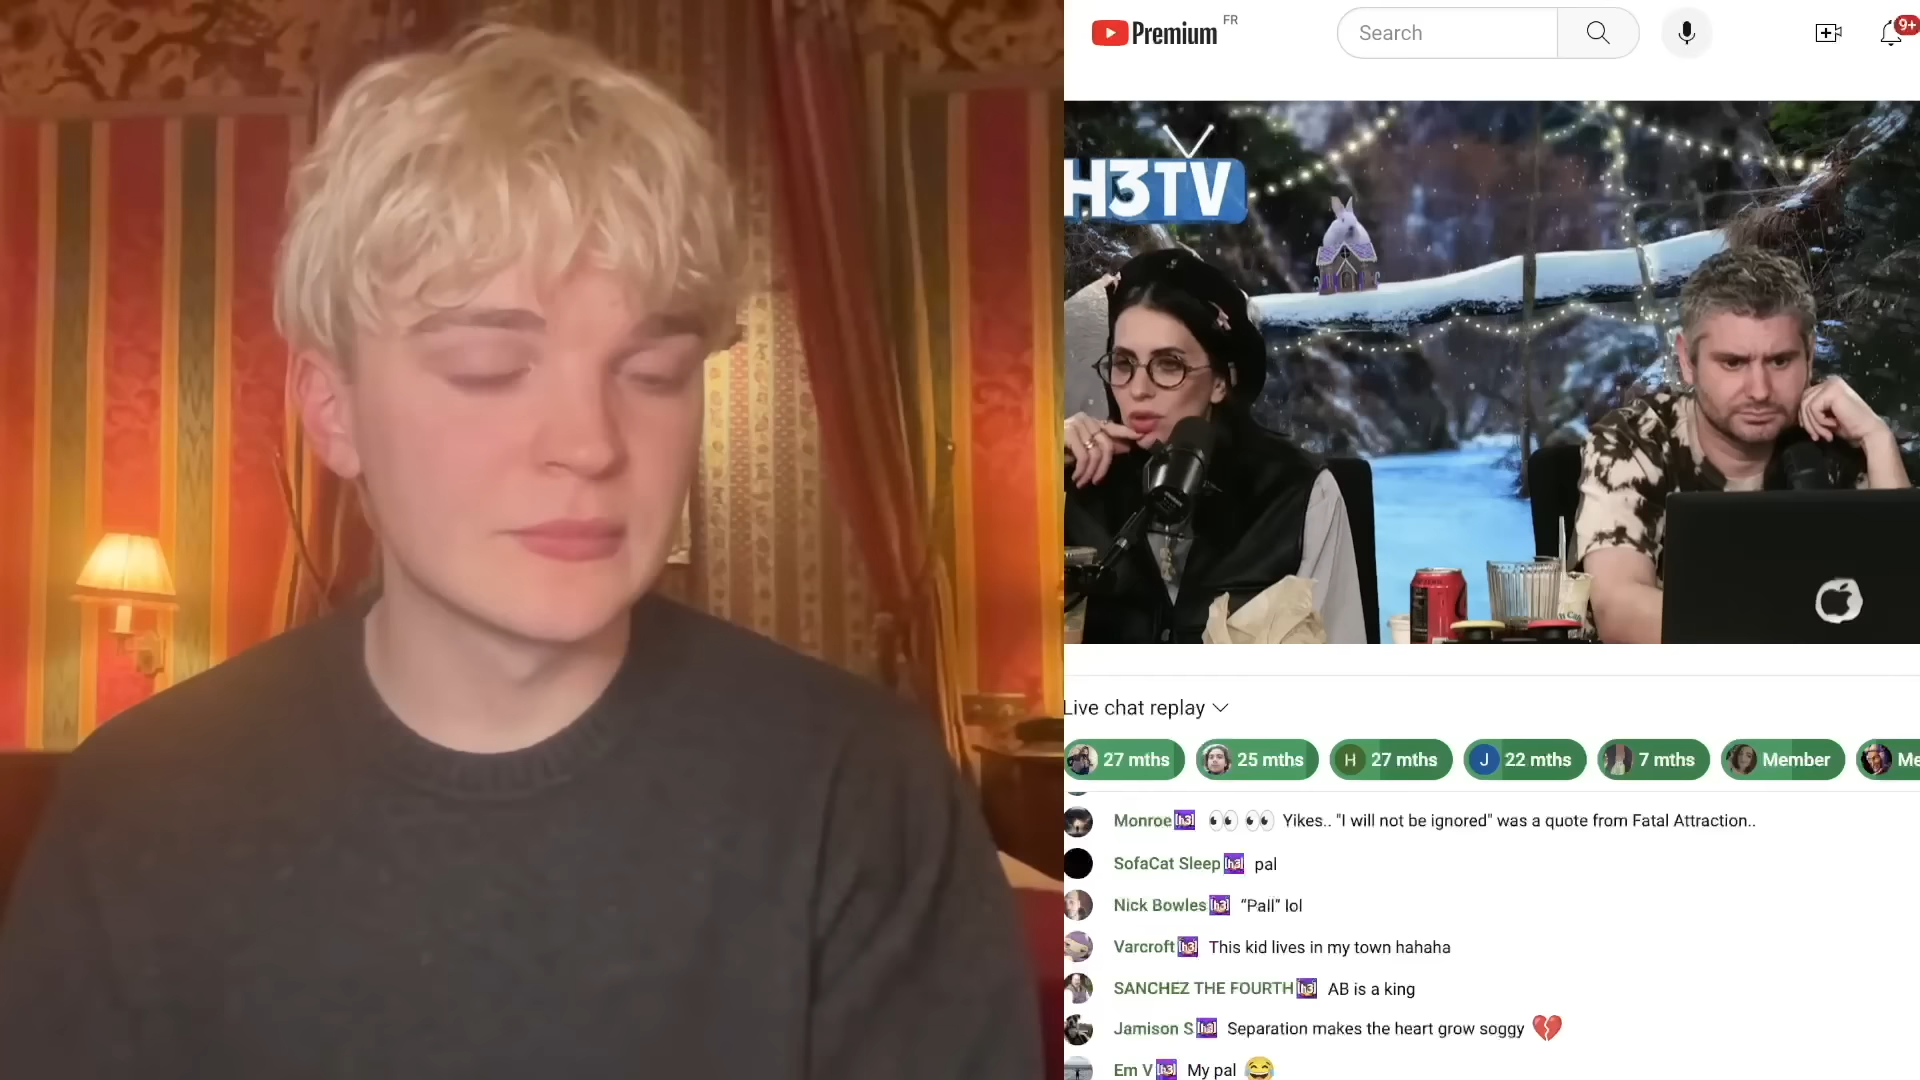 Premium
FR
Search
9+
H3TV
Live chat replay
27 mths
25 mths
H
27 mths
J
22 mths
7 mths
Member
Me
Monroe 👀 👀 Yikes.. "I will not be ignored" was a quote from Fatal Attraction..
SofaCat Sleep pal
Nick Bowles “Pall” lol
Varcroft This kid lives in my town hahaha
SANCHEZ THE FOURTH AB is a king
Jamison S Separation makes the heart grow soggy 💔
Em V My pal 😂